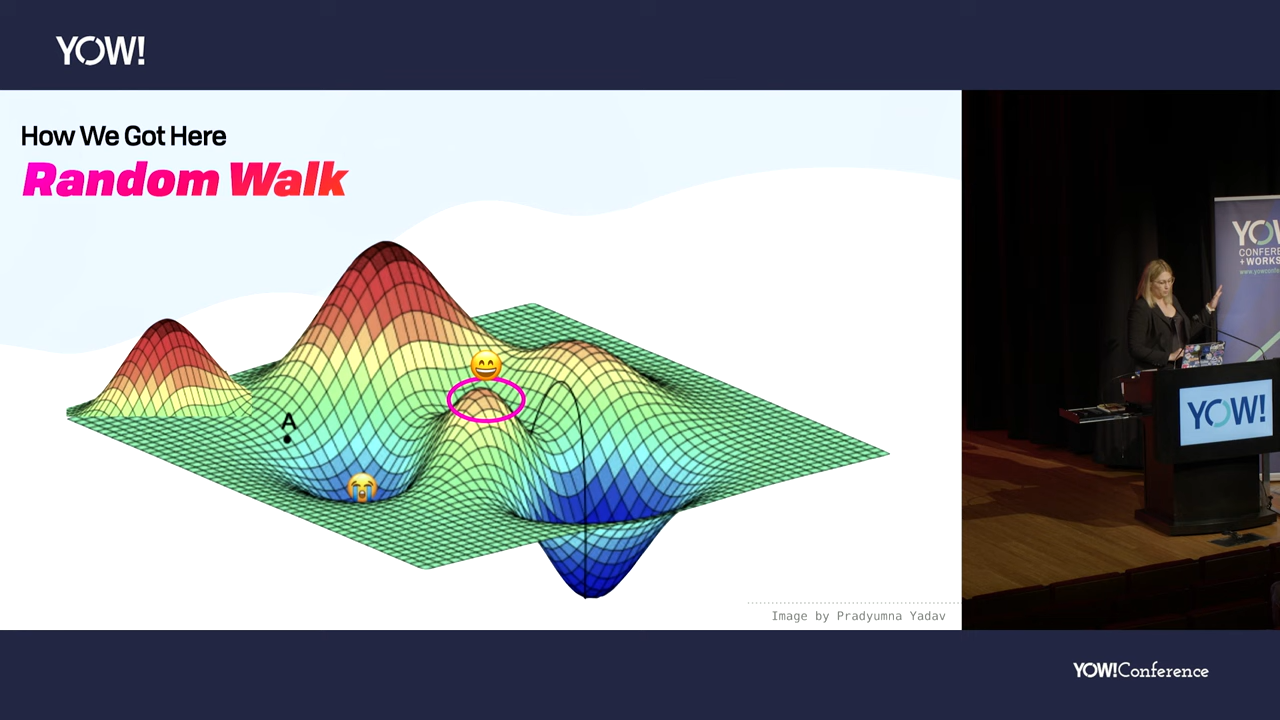 YOW!
How We Got Here
Random Walk
A
Image by Pradyumna Yadav
YOW!
YOW!Conference